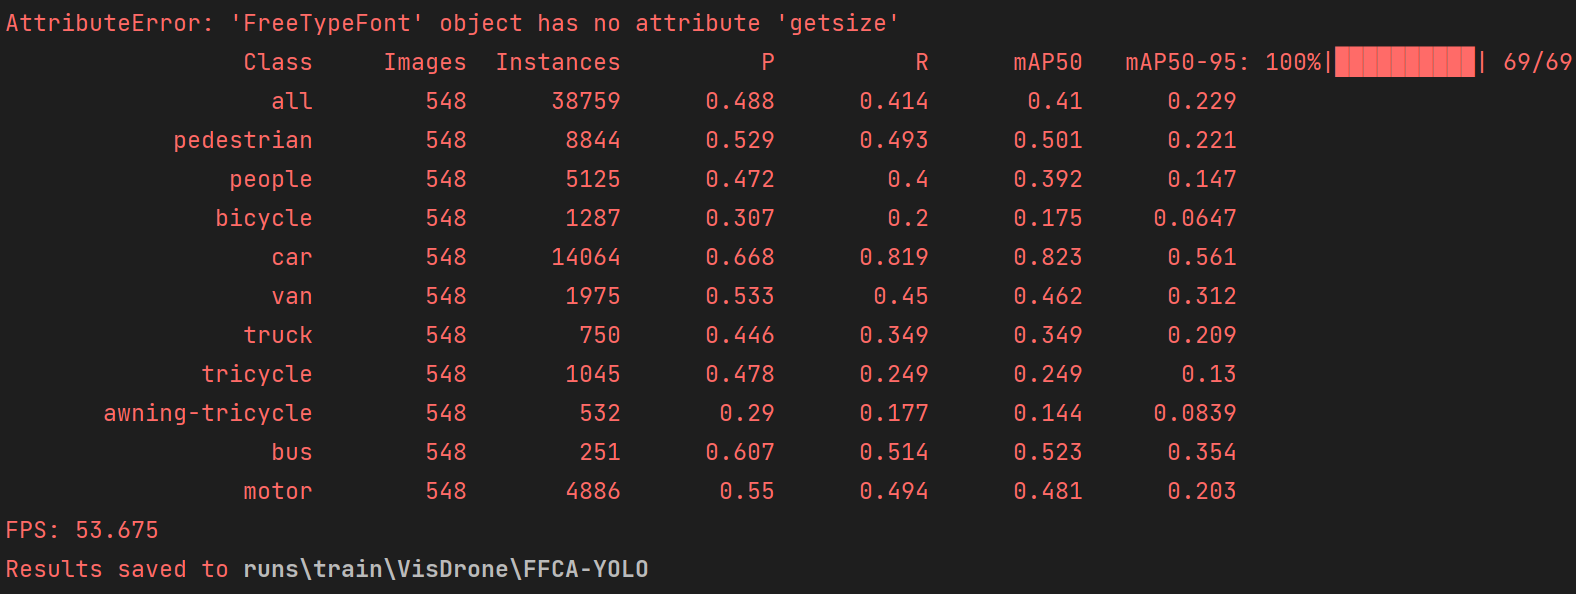 AttributeError: 'FreeTypeFont' object has no attribute 'getsize'
Class Images Instances P R mAP50 mAP50-95: 100%|██████████| 69/69
all 548 38759 0.488 0.414 0.41 0.229
pedestrian 548 8844 0.529 0.493 0.501 0.221
people 548 5125 0.472 0.4 0.392 0.147
bicycle 548 1287 0.307 0.2 0.175 0.0647
car 548 14064 0.668 0.819 0.823 0.561
van 548 1975 0.533 0.45 0.462 0.312
truck 548 750 0.446 0.349 0.349 0.209
tricycle 548 1045 0.478 0.249 0.249 0.13
awning-tricycle 548 532 0.29 0.177 0.144 0.0839
bus 548 251 0.607 0.514 0.523 0.354
motor 548 4886 0.55 0.494 0.481 0.203
FPS: 53.675
Results saved to runs\train\VisDrone\FFCA-YOLO